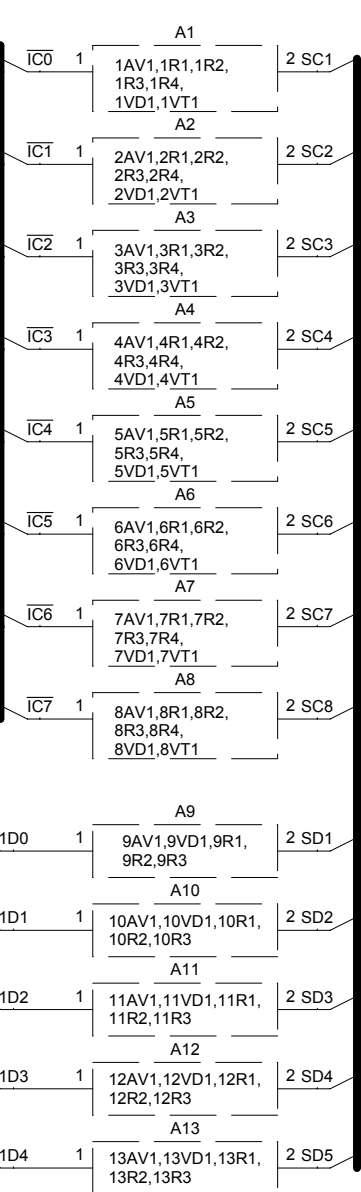 A1
IC0 1 2 SC1
1AV1,1R1,1R2,
1R3,1R4,
1VD1,1VT1
A2
IC1 1 2 SC2
2AV1,2R1,2R2,
2R3,2R4,
2VD1,2VT1
A3
IC2 1 2 SC3
3AV1,3R1,3R2,
3R3,3R4,
3VD1,3VT1
A4
IC3 1 2 SC4
4AV1,4R1,4R2,
4R3,4R4,
4VD1,4VT1
A5
IC4 1 2 SC5
5AV1,5R1,5R2,
5R3,5R4,
5VD1,5VT1
A6
IC5 1 2 SC6
6AV1,6R1,6R2,
6R3,6R4,
6VD1,6VT1
A7
IC6 1 2 SC7
7AV1,7R1,7R2,
7R3,7R4,
7VD1,7VT1
A8
IC7 1 2 SC8
8AV1,8R1,8R2,
8R3,8R4,
8VD1,8VT1
A9
1D0 1 2 SD1
9AV1,9VD1,9R1,
9R2,9R3
A10
1D1 1 2 SD2
10AV1,10VD1,10R1,
10R2,10R3
A11
1D2 1 2 SD3
11AV1,11VD1,11R1,
11R2,11R3
A12
1D3 1 2 SD4
12AV1,12VD1,12R1,
12R2,12R3
A13
1D4 1 2 SD5
13AV1,13VD1,13R1,
13R2,13R3